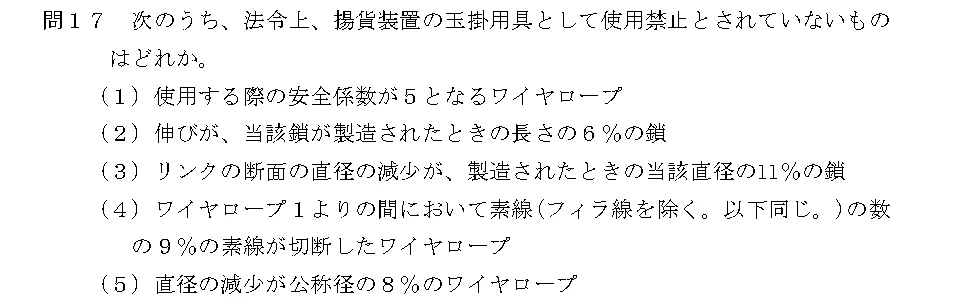 問１７　次のうち、法令上、揚貨装置の玉掛用具として使用禁止とされていないもの
はどれか。
（１）使用する際の安全係数が５となるワイヤロープ
（２）伸びが、当該鎖が製造されたときの長さの６％の鎖
（３）リンクの断面の直径の減少が、製造されたときの当該直径の11％の鎖
（４）ワイヤロープ１よりの間において素線(フィラ線を除く。以下同じ。)の数
の９％の素線が切断したワイヤロープ
（５）直径の減少が公称径の８％のワイヤロープ